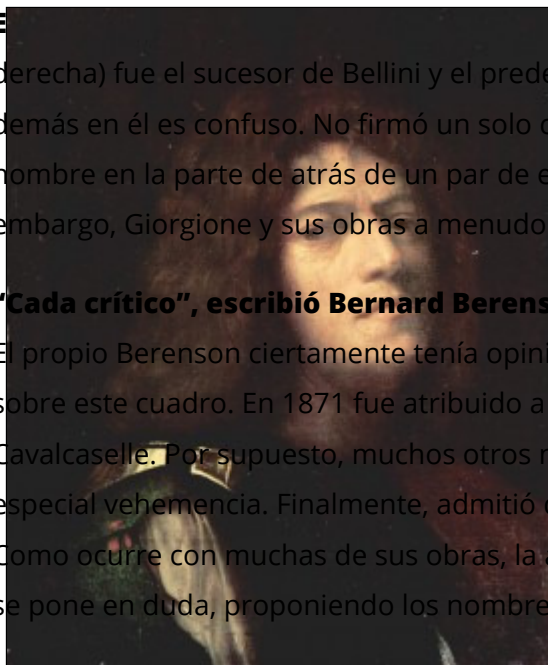 E
derecha) fue el sucesor de Bellini y el prede
demás en él es confuso. No firmó un solo c
nombre en la parte de atrás de un par de e
embargo, Giorgione y sus obras a menudo
“Cada crítico”, escribió Bernard Berens
El propio Berenson ciertamente tenía opini
sobre este cuadro. En 1871 fue atribuido a
Cavalcaselle. Por supuesto, muchos otros
especial vehemencia. Finalmente, admitió
Como ocurre con muchas de sus obras, la a
se pone en duda, proponiendo los nombre